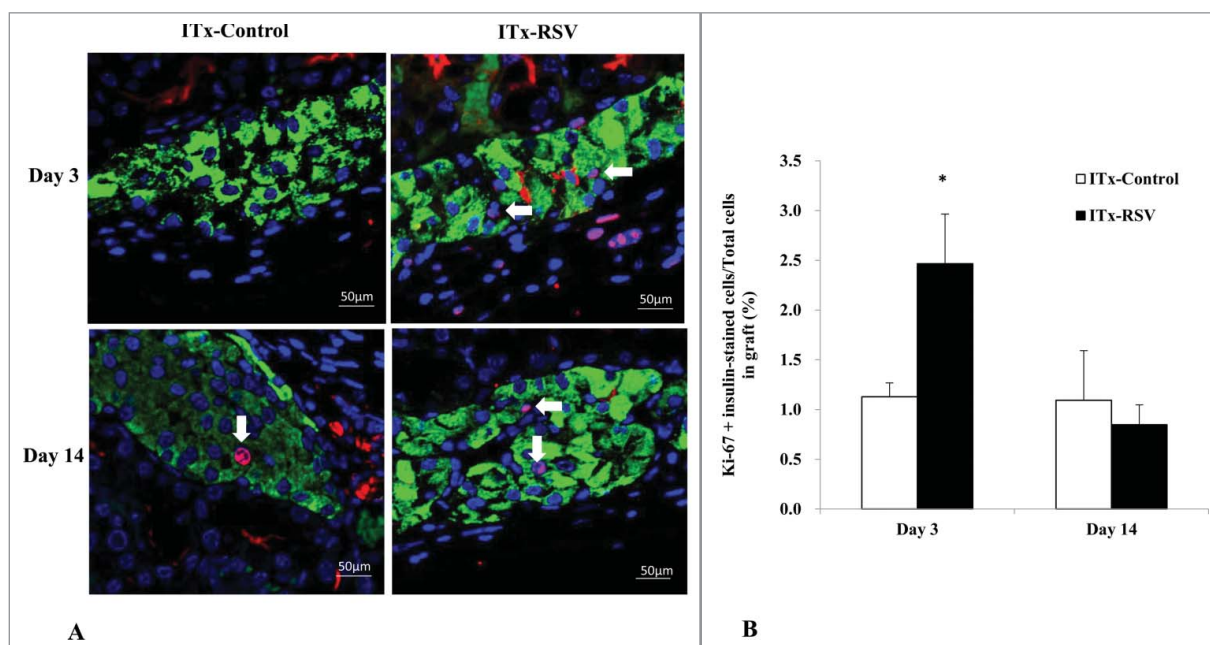 ITx-Control
ITx-RSV
Day 3
50μm
50μm
Day 14
50μm
50μm
A
Ki-67 + insulin-stained cells/Total cells
in graft (%)
3.5
3.0
2.5
2.0
1.5
1.0
0.5
0.0
*
ITx-Control
ITx-RSV
Day 3
Day 14
B